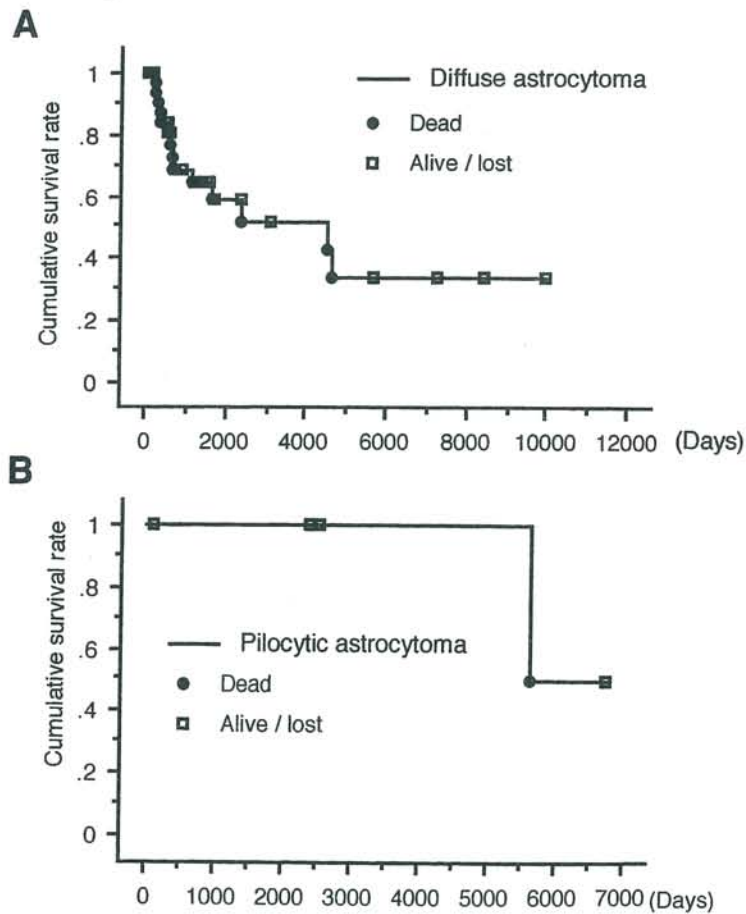 A
Cumulative survival rate
1
.8
.6
.4
.2
0
Diffuse astrocytoma
Dead
Alive / lost
0 2000 4000 6000 8000 10000 12000 (Days)
B
Cumulative survival rate
1
.8
.6
.4
.2
0
Pilocytic astrocytoma
Dead
Alive / lost
0 1000 2000 3000 4000 5000 6000 7000 (Days)